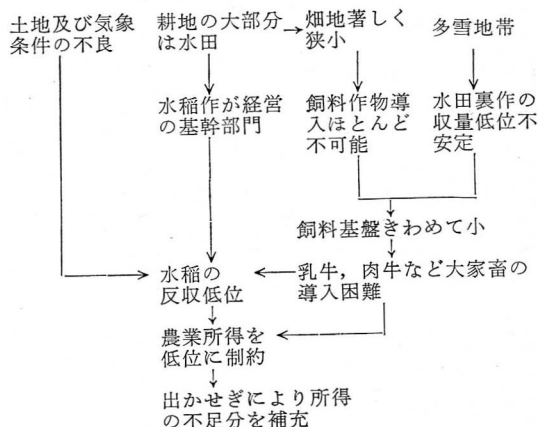 土地及び気象
条件の不良
耕地の大部分
は水田
畑地著しく
狭小
多雪地帯
水稲作が経営
の基幹部門
飼料作物導
入ほとんど
不可能
水田裏作の
収量低位不
安定
飼料基盤きわめて小
水稲の
反収低位
乳牛,肉牛など大家畜の
導入困難
農業所得を
低位に制約
出かせぎにより所得
の不足分を補充